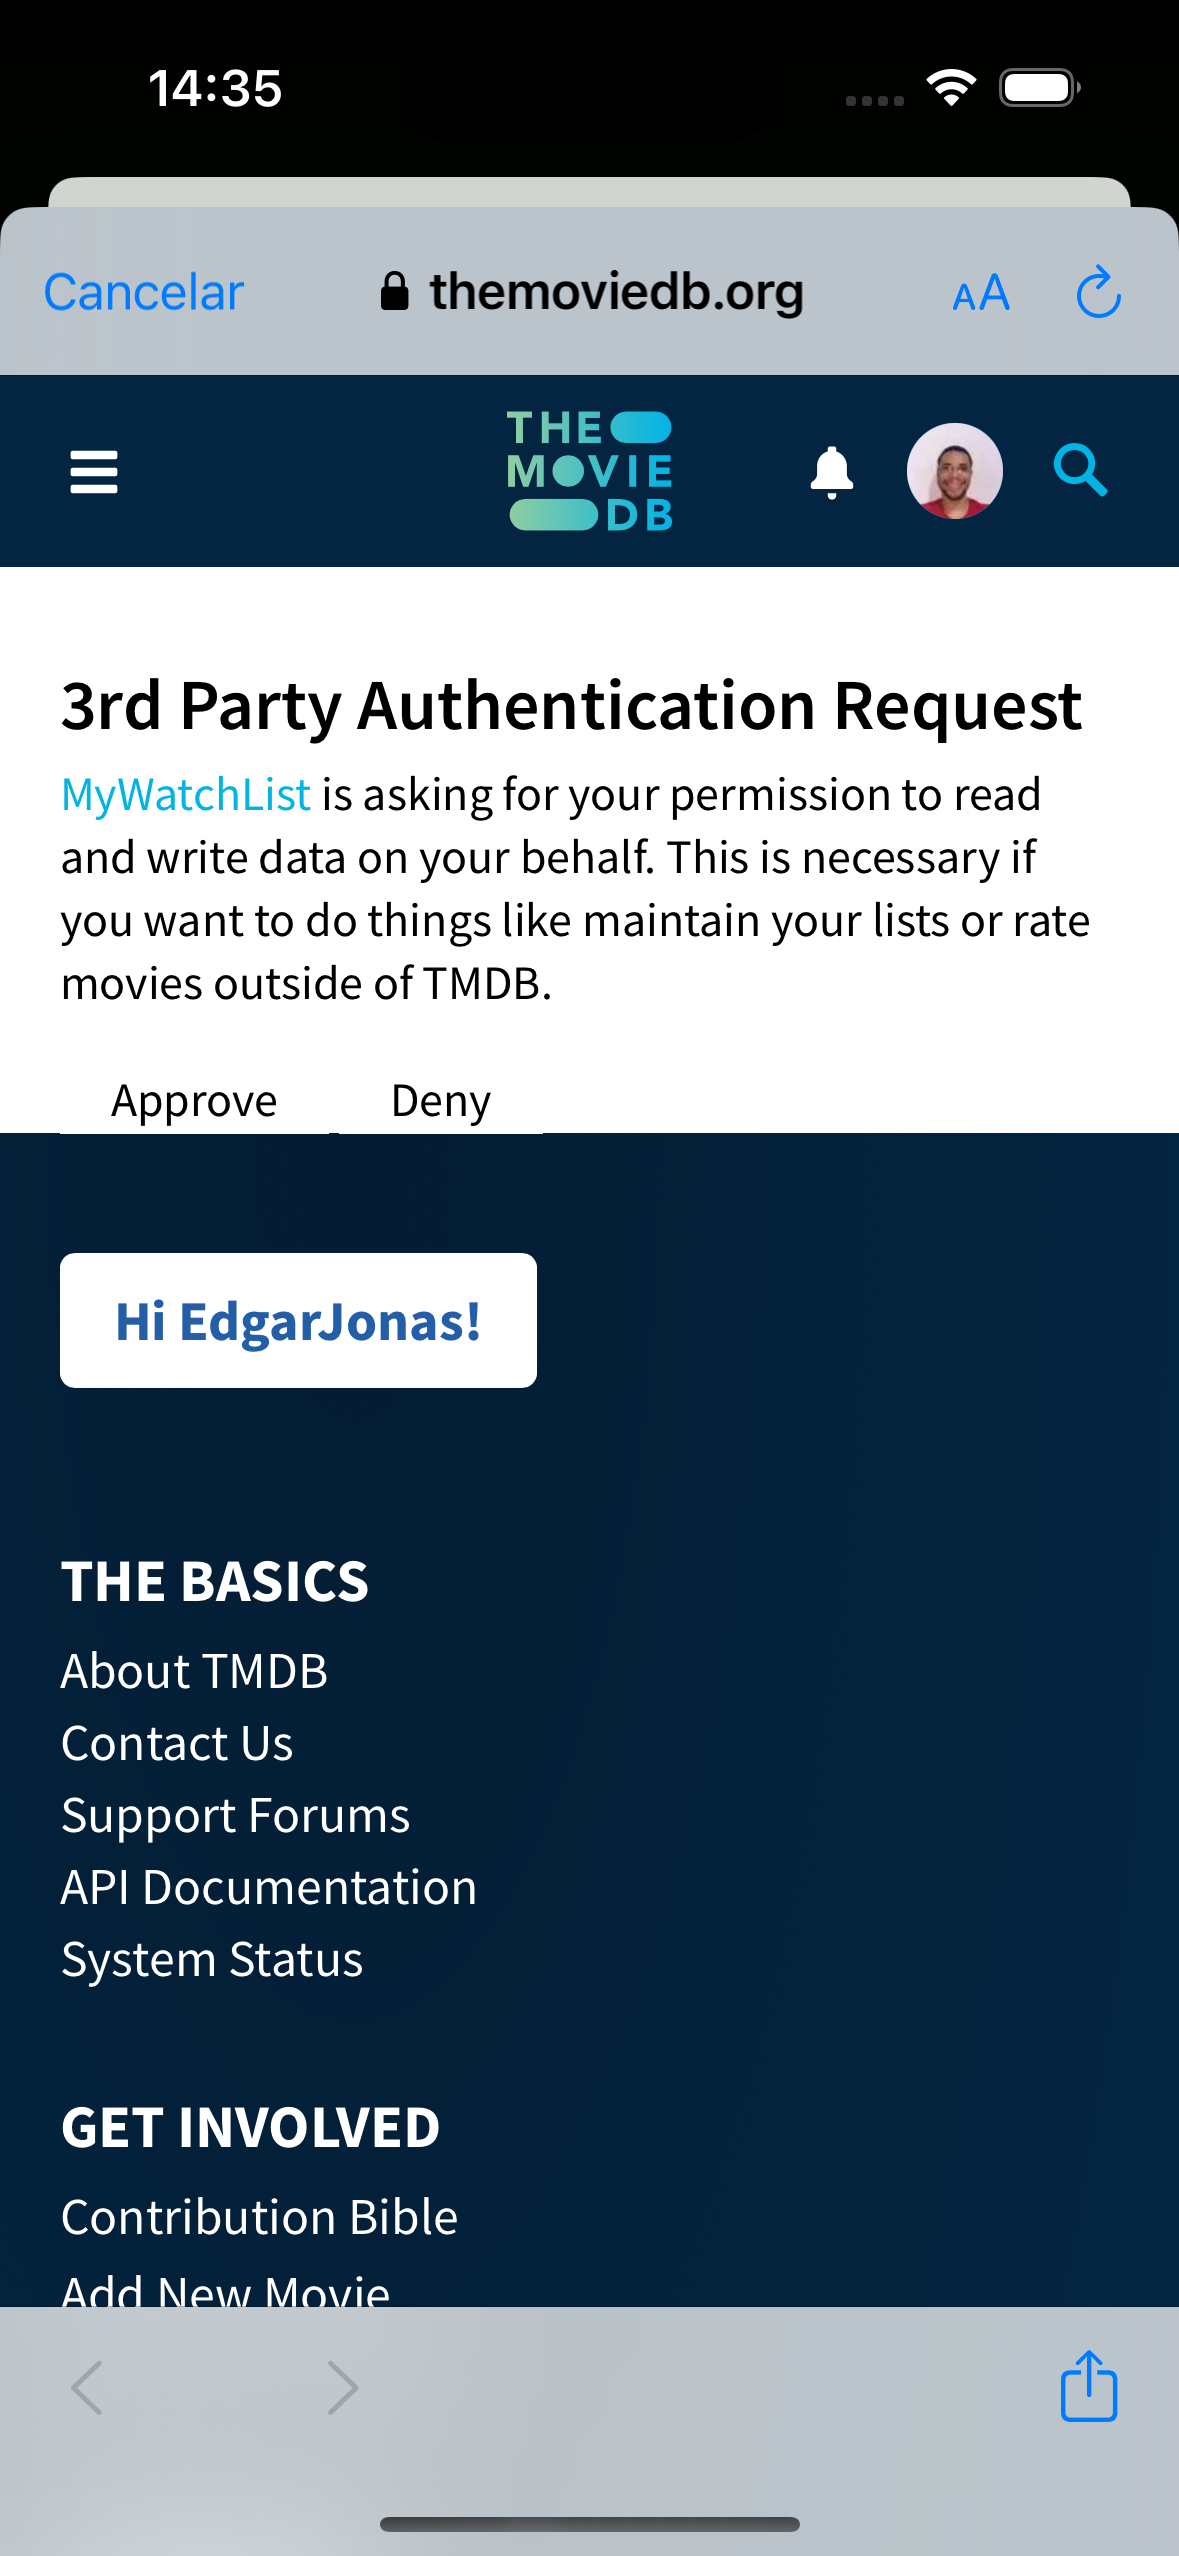 14:35
Cancelar
themoviedb.org
AA
THE
MOVIE
DB
3rd Party Authentication Request
MyWatchList is asking for your permission to read
and write data on your behalf. This is necessary if
you want to do things like maintain your lists or rate
movies outside of TMDB.
Approve
Deny
Hi EdgarJonas!
THE BASICS
About TMDB
Contact Us
Support Forums
API Documentation
System Status
GET INVOLVED
Contribution Bible
Add New Movie